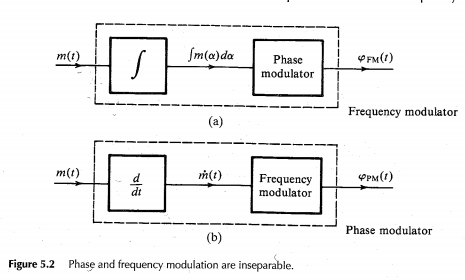 m(t)
∫
∫m(α)dα
Phase
modulator
φFM(t)
Frequency modulator
(a)
m(t)
d
dt
ṁ(t)
Frequency
modulator
φPM(t)
Phase modulator
(b)
Figure 5.2 Phase and frequency modulation are inseparable.